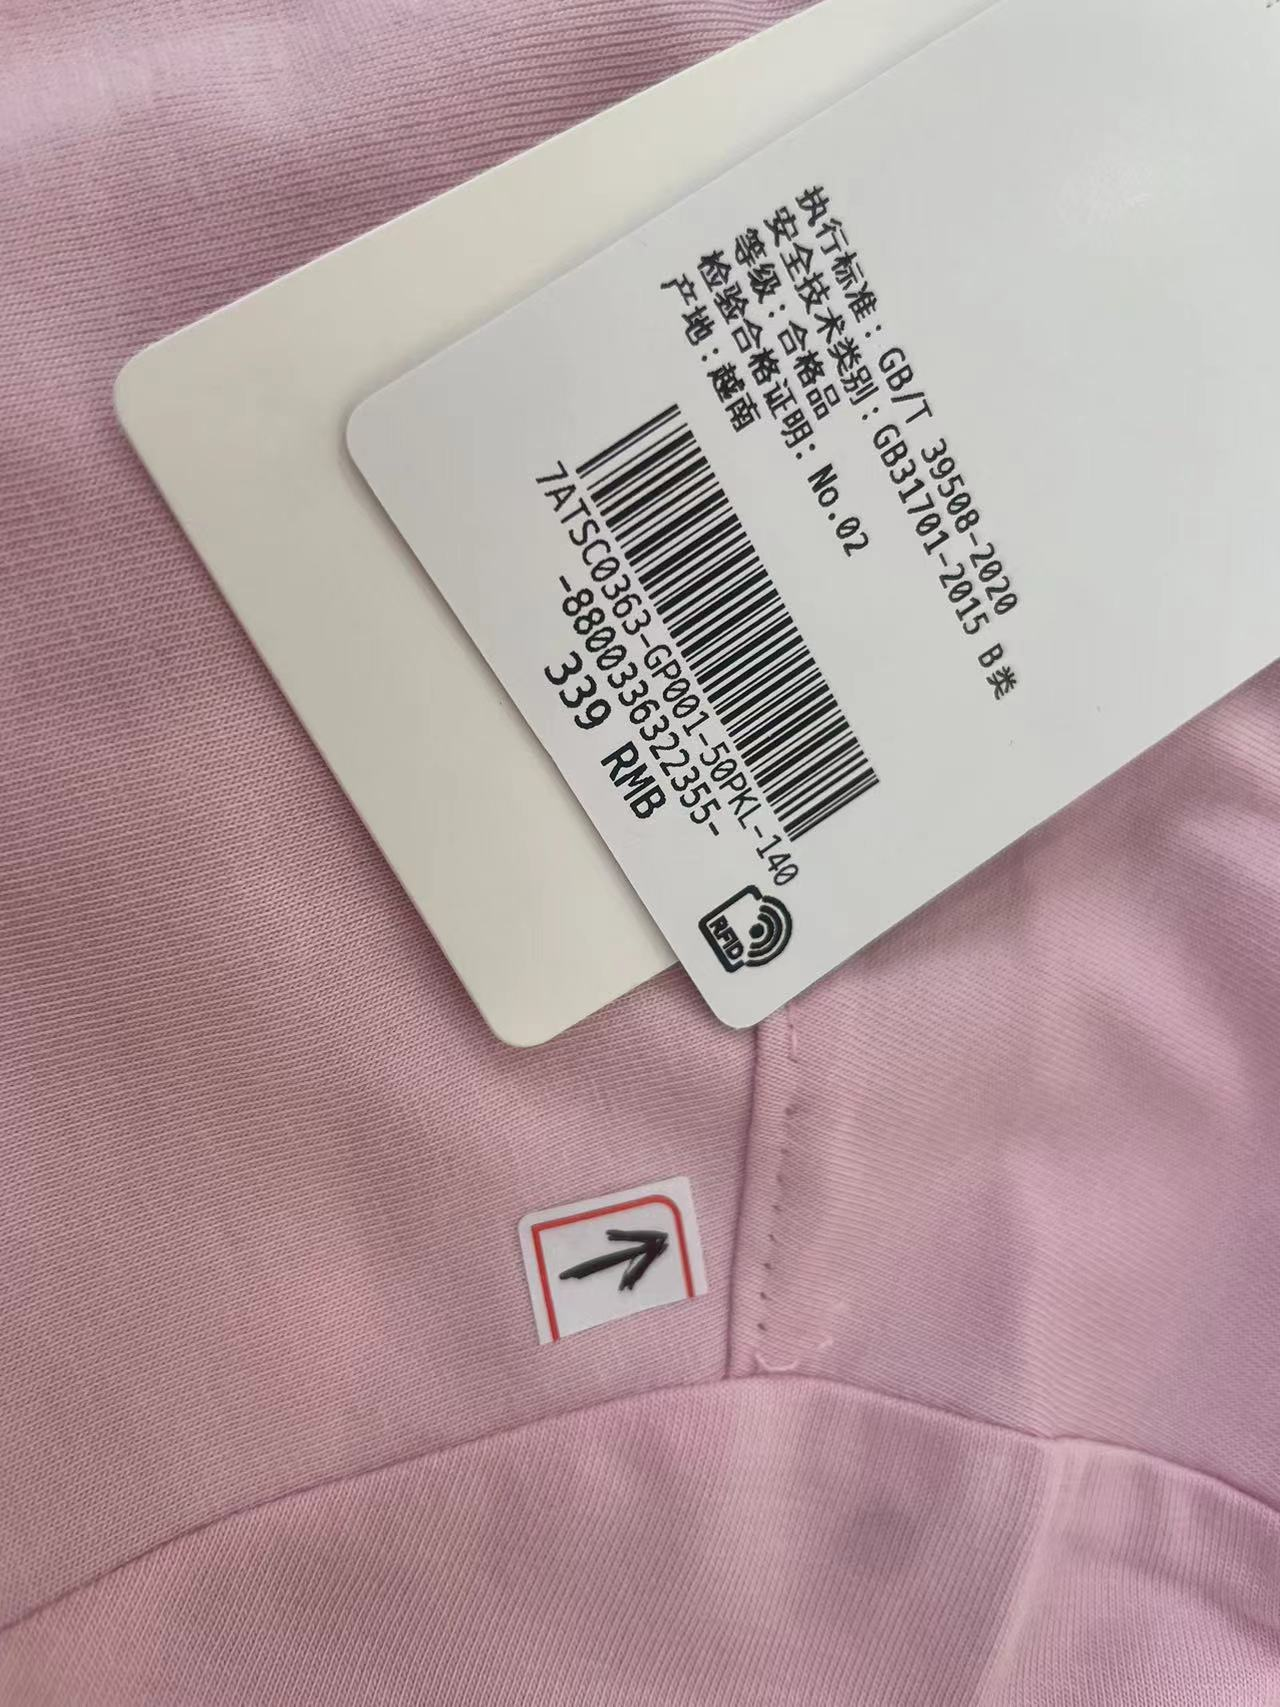 执行标准：GB/T 39508-2020
安全技术类别：GB31701-2015 B类
等级：合格品
检验合格证明：No.02
产地：越南
7ATSC0363-GP001-50PKL-140
-8800336322355-
339 RMB
RFID